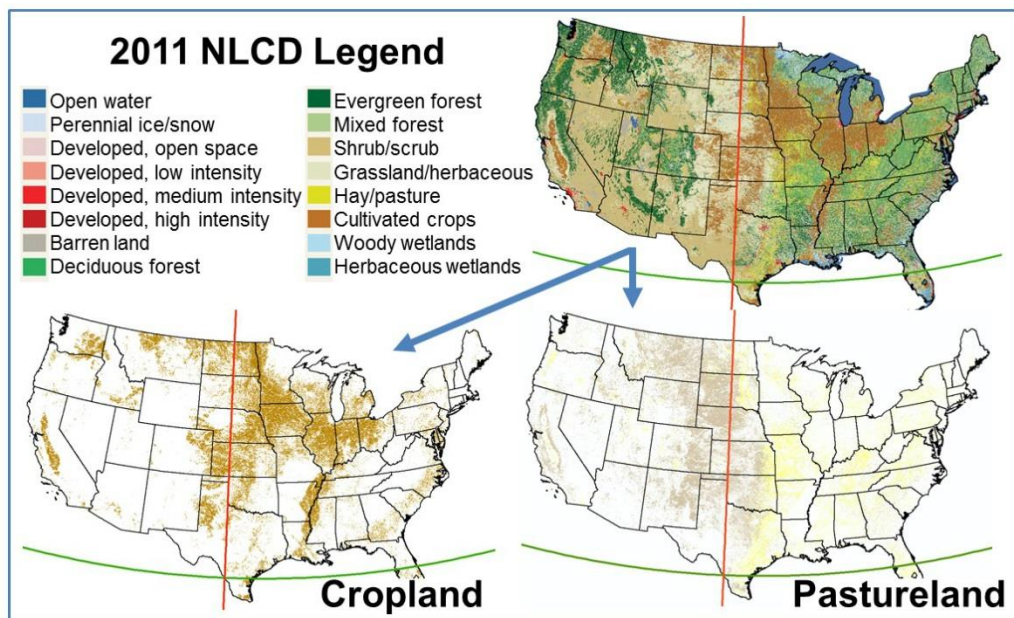 2011 NLCD Legend
Open water
Perennial ice/snow
Developed, open space
Developed, low intensity
Developed, medium intensity
Developed, high intensity
Barren land
Deciduous forest
Evergreen forest
Mixed forest
Shrub/scrub
Grassland/herbaceous
Hay/pasture
Cultivated crops
Woody wetlands
Herbaceous wetlands
Cropland
Pastureland